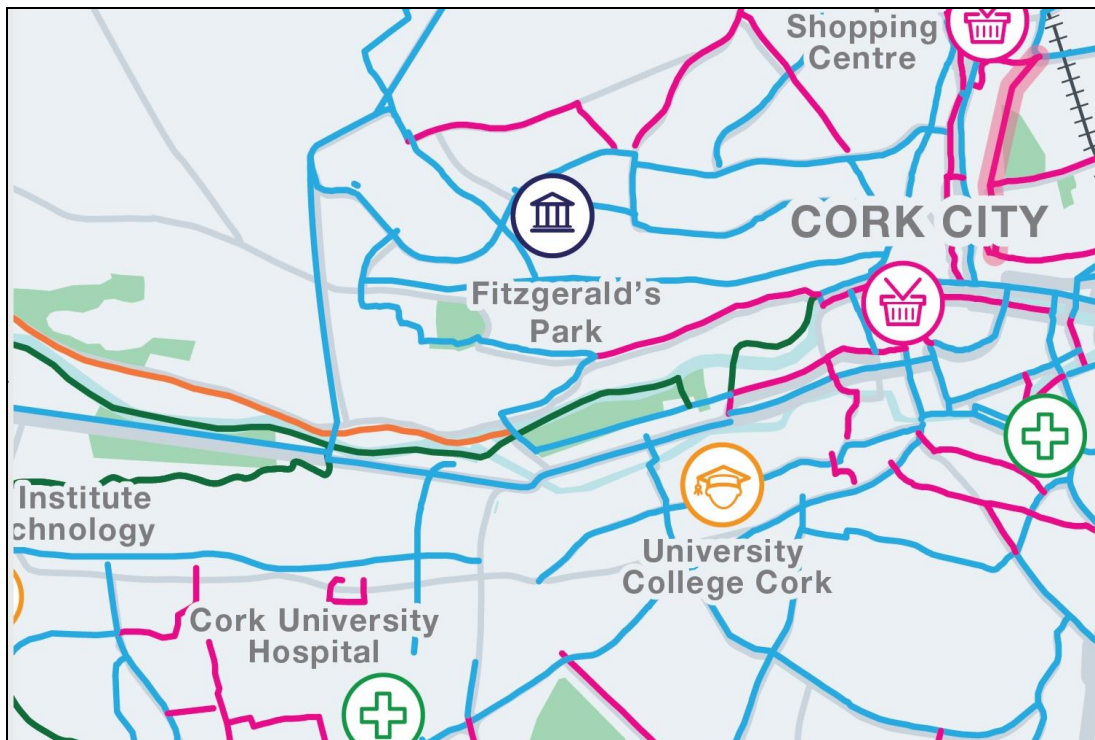 Shopping
Centre
CORK CITY
Fitzgerald's
Park
Institute
chnology
University
College Cork
Cork University
Hospital